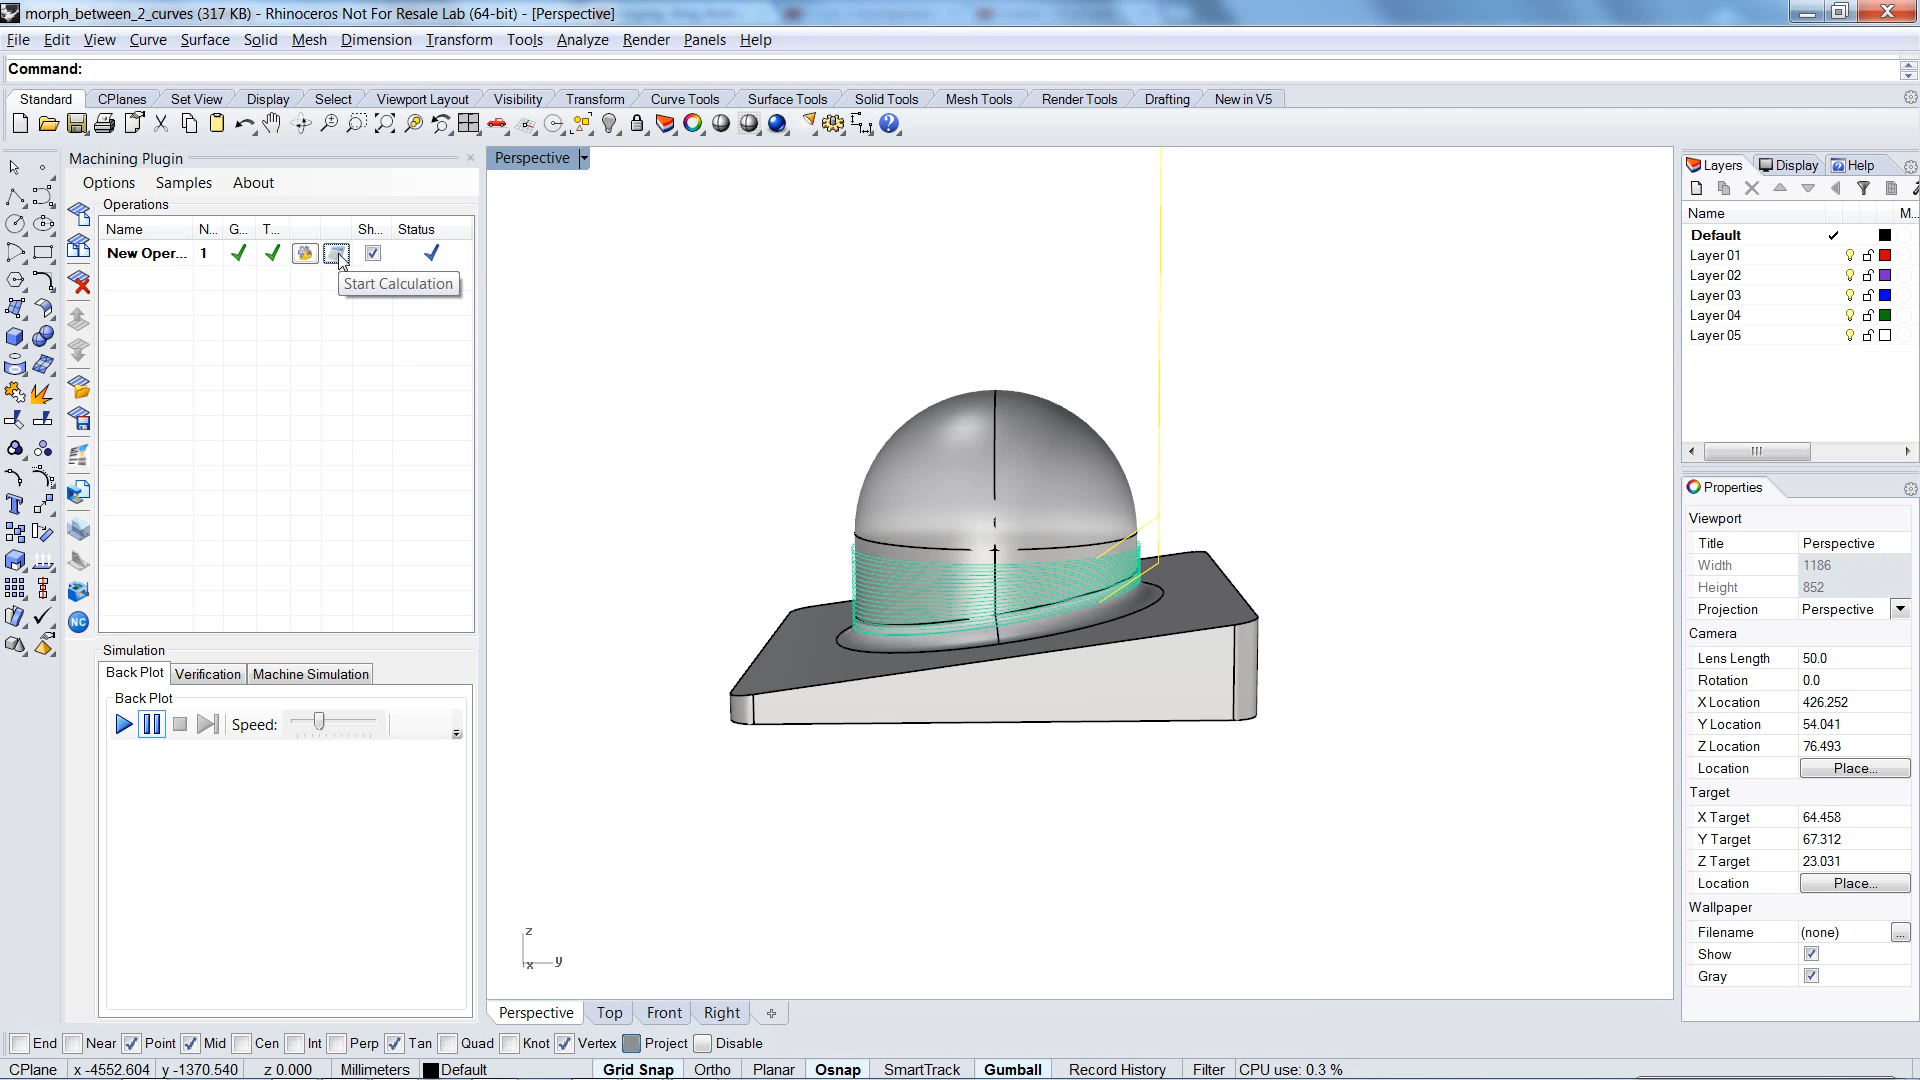 morph_between_2_curves (317 KB) - Rhinoceros Not For Resale Lab (64-bit) - [Perspective]
File Edit View Curve Surface Solid Mesh Dimension Transform Tools Analyze Render Panels Help
Command:
Standard CPlanes Set View Display Select Viewport Layout Visibility Transform Curve Tools Surface Tools Solid Tools Mesh Tools Render Tools Drafting New in V5
Machining Plugin
Options Samples About
Operations
Name N... G... T... Sh... Status
New Oper... 1
Start Calculation
NC
Simulation
Back Plot Verification Machine Simulation
Back Plot
Speed:
Perspective
z
x y
Perspective Top Front Right
Layers Display Help
Name M...
Default
Layer 01
Layer 02
Layer 03
Layer 04
Layer 05
Properties
Viewport
Title Perspective
Width 1186
Height 852
Projection Perspective
Camera
Lens Length 50.0
Rotation 0.0
X Location 426.252
Y Location 54.041
Z Location 76.493
Location Place...
Target
X Target 64.458
Y Target 67.312
Z Target 23.031
Location Place...
Wallpaper
Filename (none) ...
Show
Gray
End Near Point Mid Cen Int Perp Tan Quad Knot Vertex Project Disable
CPlane x -4552.604 y -1370.540 z 0.000 Millimeters Default Grid Snap Ortho Planar Osnap SmartTrack Gumball Record History Filter CPU use: 0.3 %